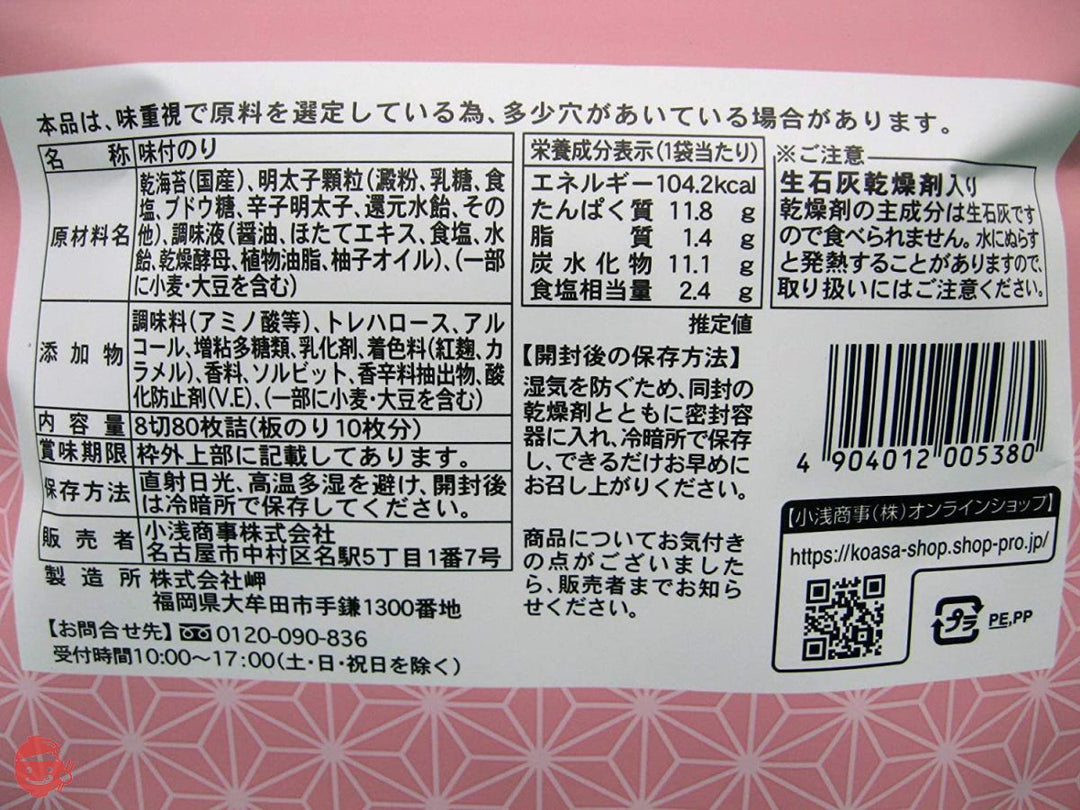 本品は、味重視で原料を選定している為、多少穴があいている場合があります。
名称 味付のり
原材料名
乾海苔(国産)、明太子顆粒(澱粉、乳糖、食
塩、ブドウ糖、辛子明太子、還元水飴、その
他)、調味液(醤油、ほたてエキス、食塩、水
飴、乾燥酵母、植物油脂、柚子オイル)、(一部
に小麦・大豆を含む)
添加物
調味料(アミノ酸等)、トレハロース、アル
コール、増粘多糖類、乳化剤、着色料(紅麹、カ
ラメル)、香料、ソルビット、香辛料抽出物、酸
化防止剤(V.E)、(一部に小麦・大豆を含む)
内容量 8切80枚詰(板のり10枚分)
賞味期限 枠外上部に記載してあります。
保存方法
直射日光、高温多湿を避け、開封後
は冷暗所で保存してください。
販売者
小浅商事株式会社
名古屋市中村区名駅5丁目1番7号
製造所 株式会社岬
福岡県大牟田市手鎌1300番地
【お問合せ先】 0120-090-836
受付時間10:00～17:00(土・日・祝日を除く)
栄養成分表示(1袋当たり)
エネルギー 104.2kcal
たんぱく質 11.8 g
脂質 1.4 g
炭水化物 11.1 g
食塩相当量 2.4 g
推定値
【開封後の保存方法】
湿気を防ぐため、同封の
乾燥剤とともに密封容
器に入れ、冷暗所で保存
し、できるだけお早めに
お召し上がりください。
商品についてお気付き
の点がございました
ら、販売者までお知ら
せください。
※ご注意
生石灰乾燥剤入り
乾燥剤の主成分は生石灰です
ので食べられません。水にぬらす
と発熱することがありますので、
取り扱いにはご注意ください。
4 904012 005380
【小浅商事(株)オンラインショップ】
https://koasa-shop.shop-pro.jp/
プラ PE,PP